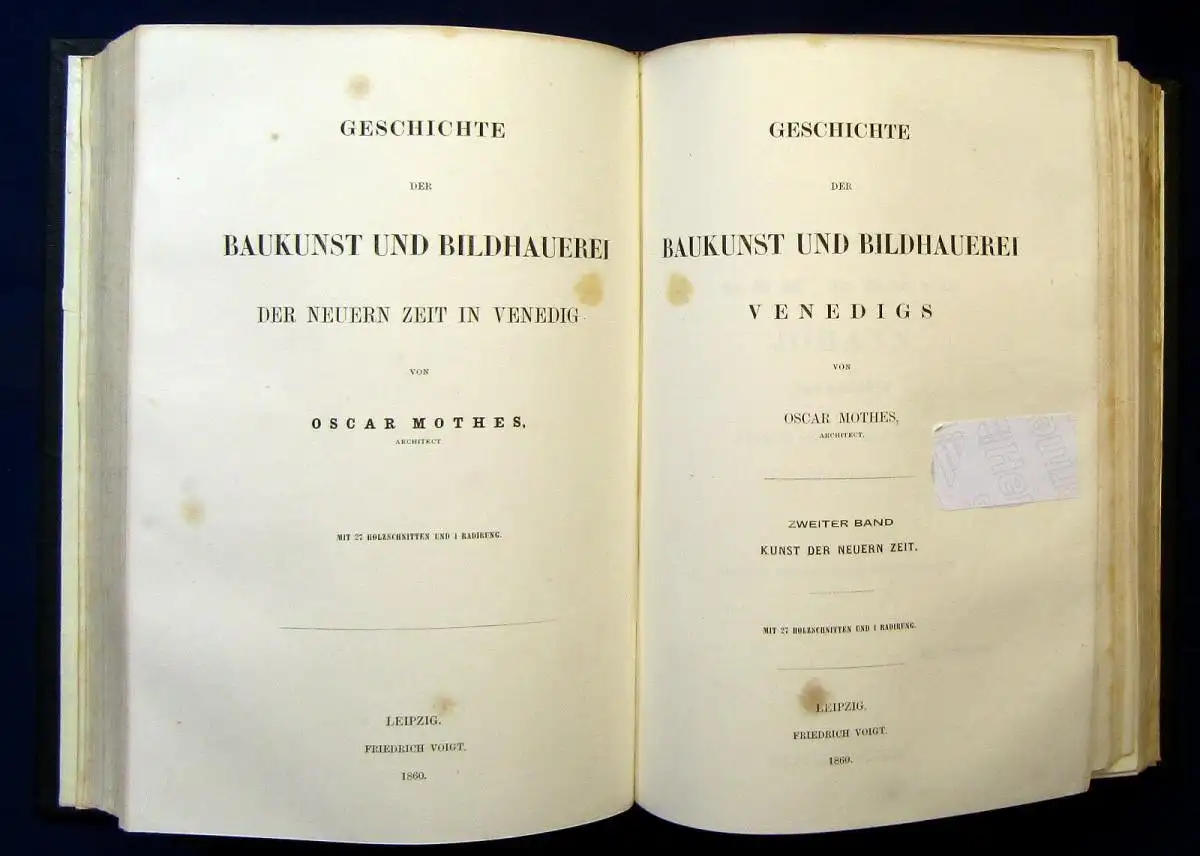 GESCHICHTE
DER
BAUKUNST UND BILDHAUEREI
DER NEUERN ZEIT IN VENEDIG
VON
OSCAR MOTHES,
ARCHITECT
MIT 27 HOLZSCHNITTEN UND 1 RADIRUNG.
LEIPZIG.
FRIEDRICH VOIGT.
1860.
GESCHICHTE
DER
BAUKUNST UND BILDHAUEREI
VENEDIGS
VON
OSCAR MOTHES,
ARCHITECT.
ZWEITER BAND
KUNST DER NEUERN ZEIT.
MIT 27 HOLZSCHNITTEN UND 1 RADIRUNG.
LEIPZIG.
FRIEDRICH VOIGT.
1860.